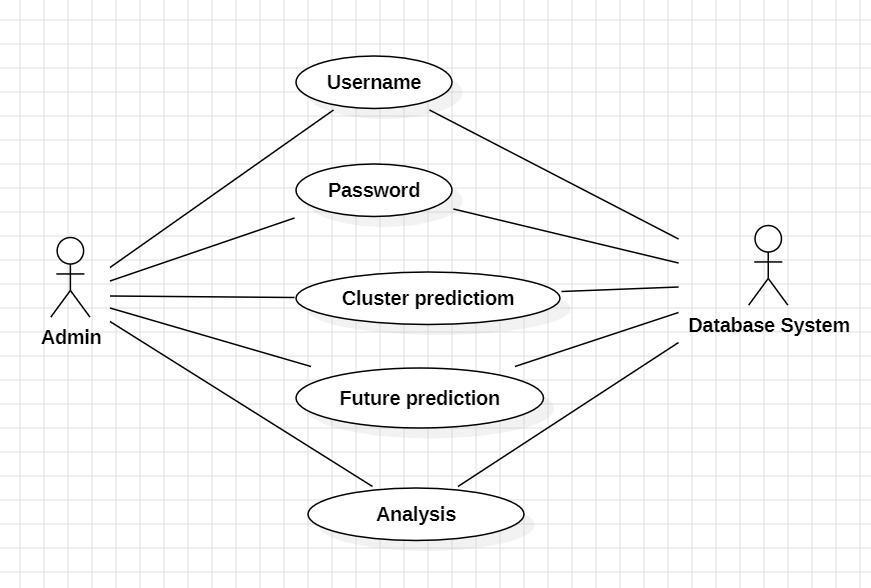 Username
Password
Cluster predictiom
Future prediction
Analysis
Admin
Database System